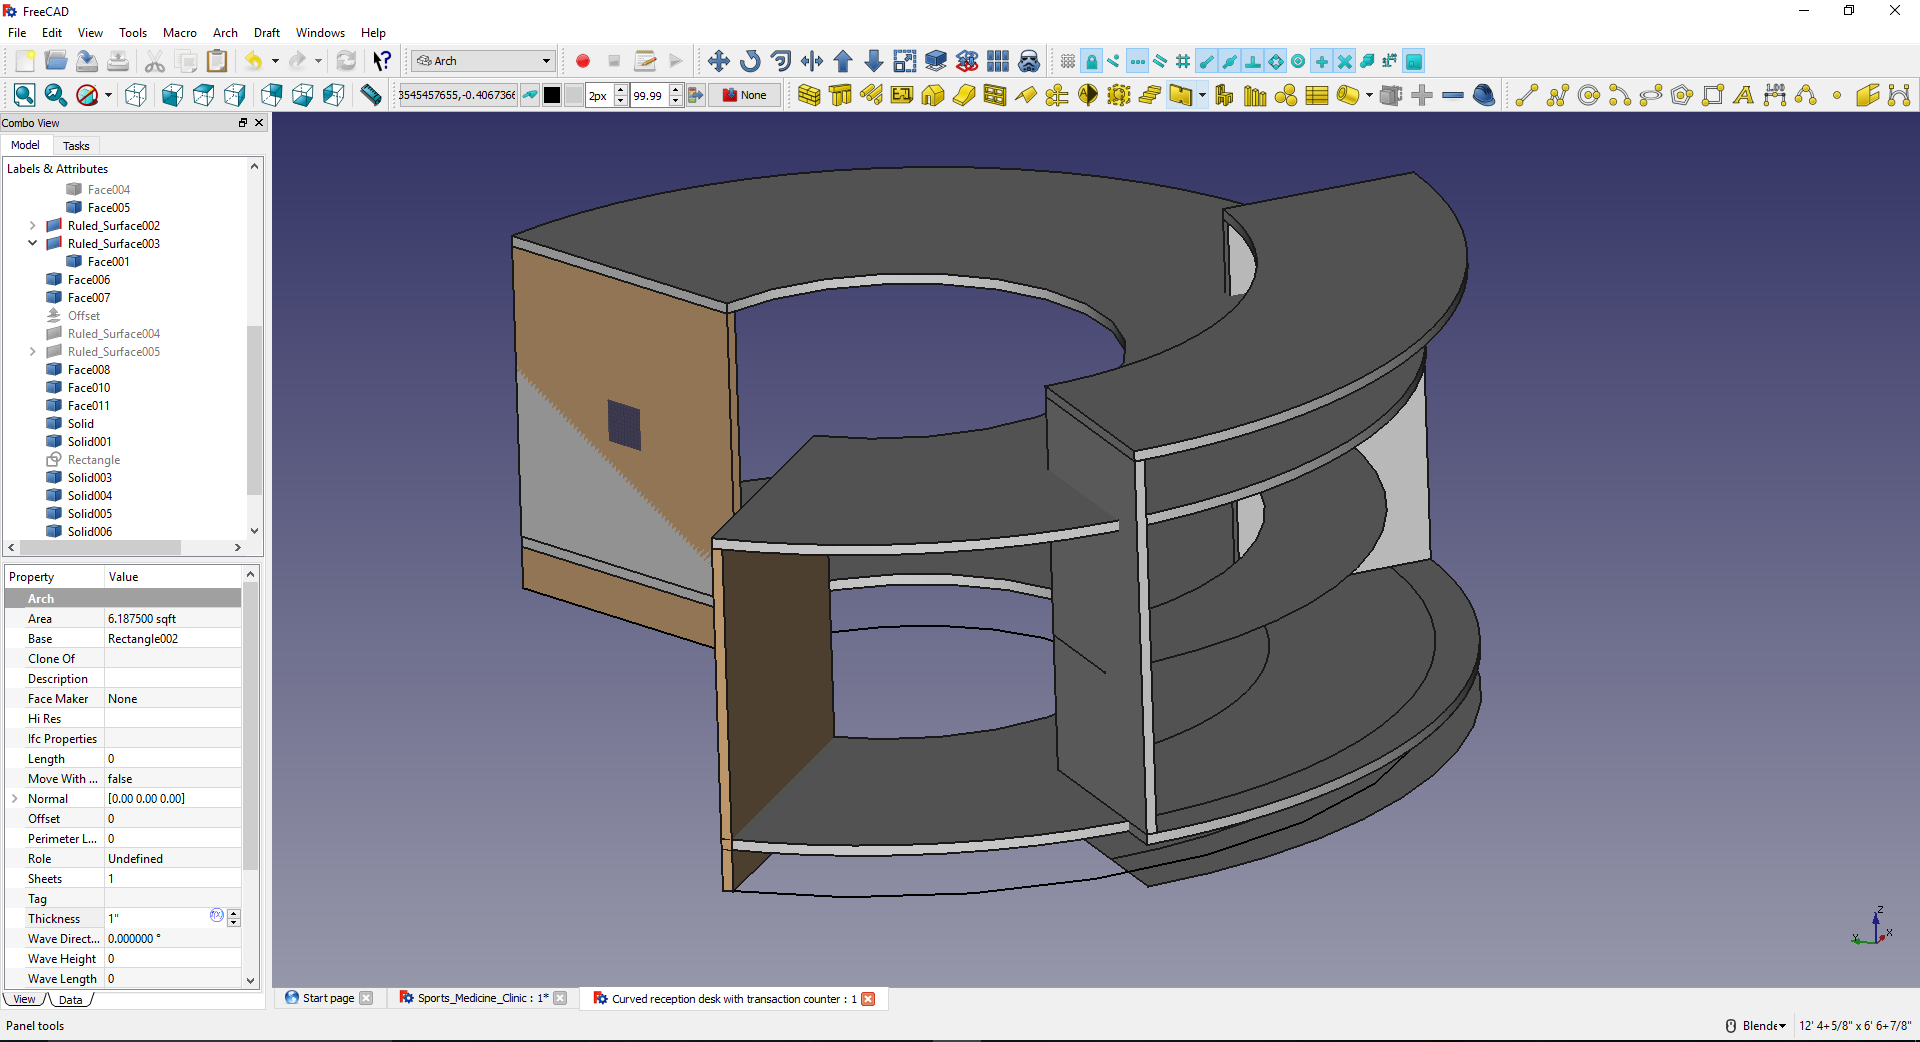 FreeCAD
File Edit View Tools Macro Arch Draft Windows Help
Arch
3545457655,-0.4067366 2px 99.99 None 1.00
Combo View
Model Tasks
Labels & Attributes
Face004
Face005
Ruled_Surface002
Ruled_Surface003
Face001
Face006
Face007
Offset
Ruled_Surface004
Ruled_Surface005
Face008
Face010
Face011
Solid
Solid001
Rectangle
Solid003
Solid004
Solid005
Solid006
Property Value
Arch
Area 6.187500 sqft
Base Rectangle002
Clone Of
Description
Face Maker None
Hi Res
Ifc Properties
Length 0
Move With ... false
Normal [0.00 0.00 0.00]
Offset 0
Perimeter L... 0
Role Undefined
Sheets 1
Tag
Thickness 1"
Wave Direct... 0.000000 °
Wave Height 0
Wave Length 0
View Data
Z
Y X
Start page Sports_Medicine_Clinic : 1* Curved reception desk with transaction counter : 1
Panel tools Blende 12' 4+5/8" x 6' 6+7/8"